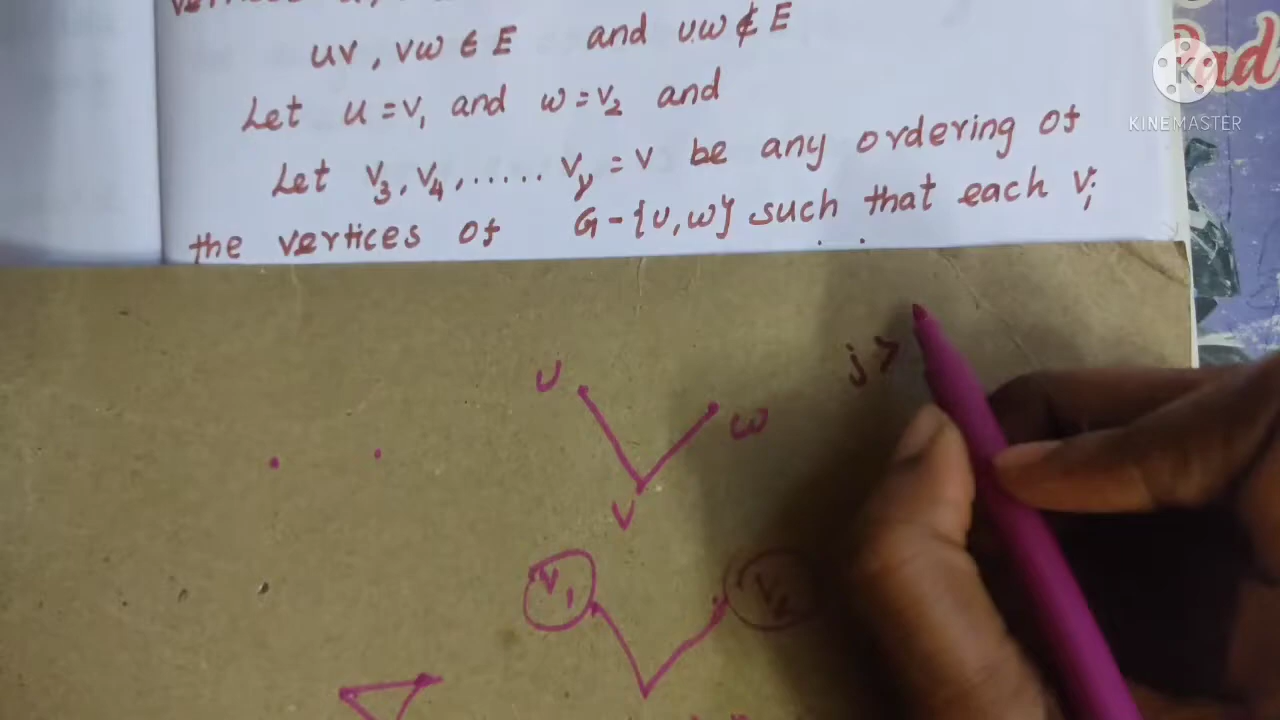 uv, vw ∈ E and uw ∉ E
Let u = v₁ and w = v₂ and
Let v₃, v₄, ...... vᵧ = v be any ordering of
the vertices of G - {u, w} such that each vᵢ
j >
u
w
v
v₁
v₂
KINEMASTER